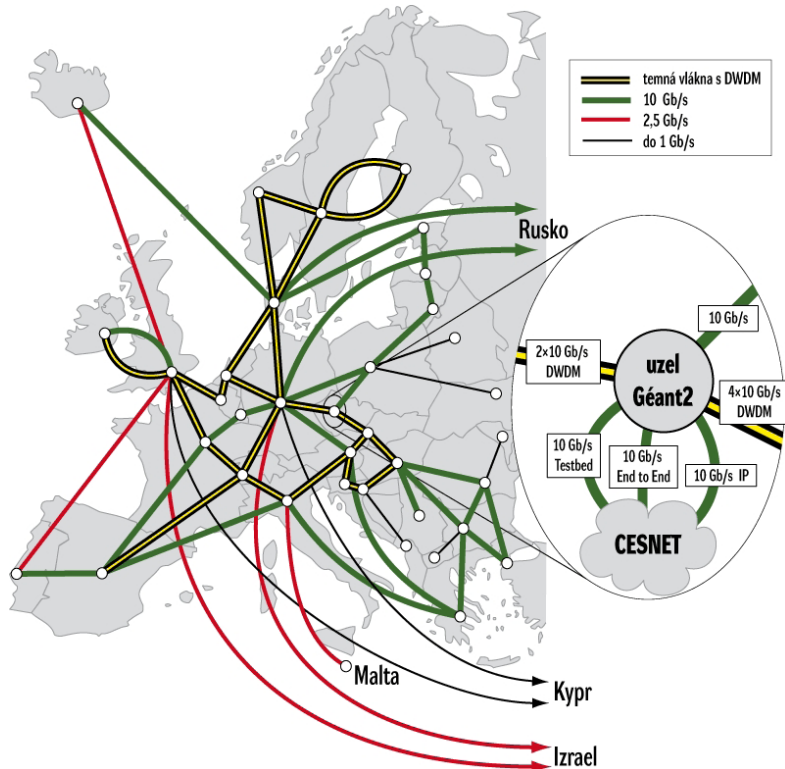 temná vlákna s DWDM
10 Gb/s
2,5 Gb/s
do 1 Gb/s
Rusko
10 Gb/s
2×10 Gb/s
DWDM
uzel
Géant2
4×10 Gb/s
DWDM
10 Gb/s
Testbed
10 Gb/s
End to End
10 Gb/s IP
CESNET
Malta
Kypr
Izrael